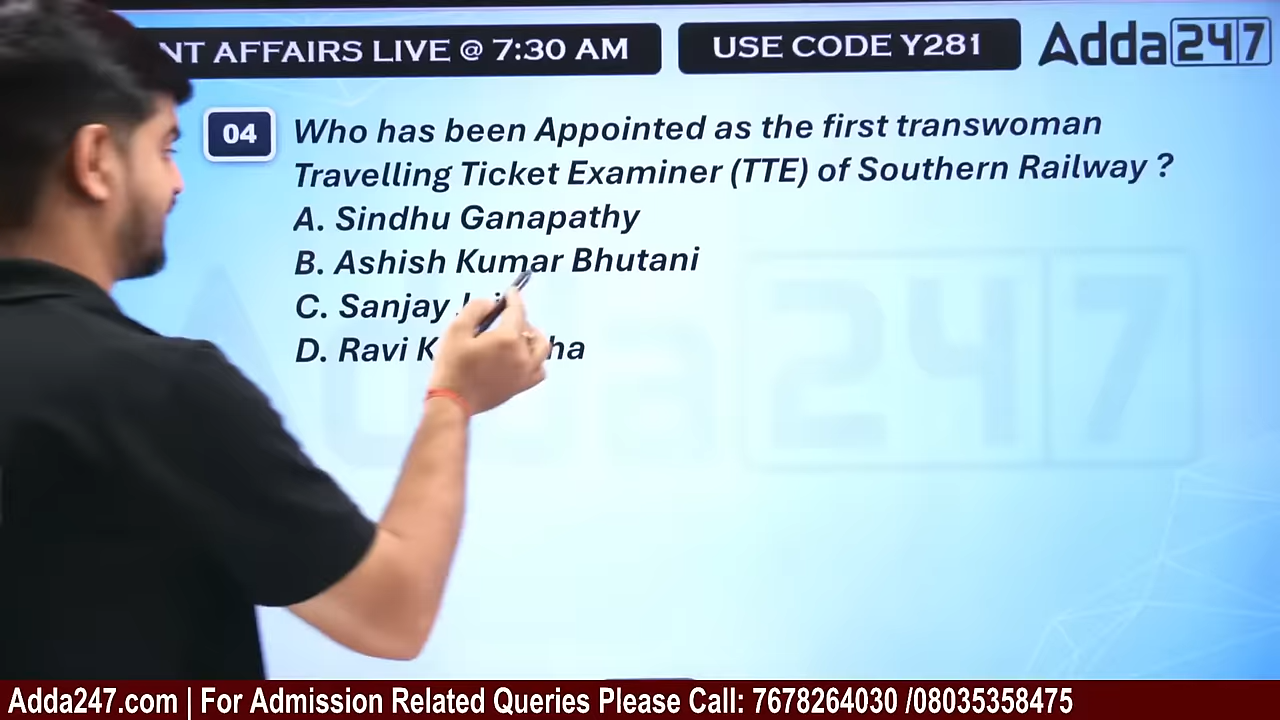 NT AFFAIRS LIVE @ 7:30 AM
USE CODE Y281
Adda247
04
Who has been Appointed as the first transwoman
Travelling Ticket Examiner (TTE) of Southern Railway ?
A. Sindhu Ganapathy
B. Ashish Kumar Bhutani
C. Sanjay
D. Ravi
Adda247.com | For Admission Related Queries Please Call: 7678264030 /08035358475